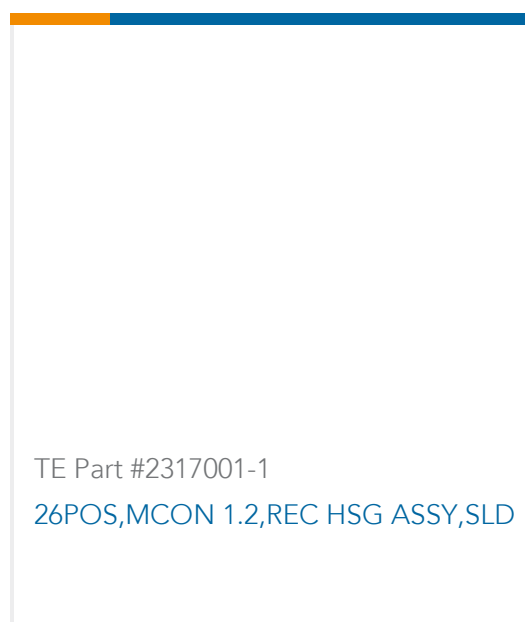 TE Part #2317001-1
26POS,MCON 1.2,REC HSG ASSY,SLD